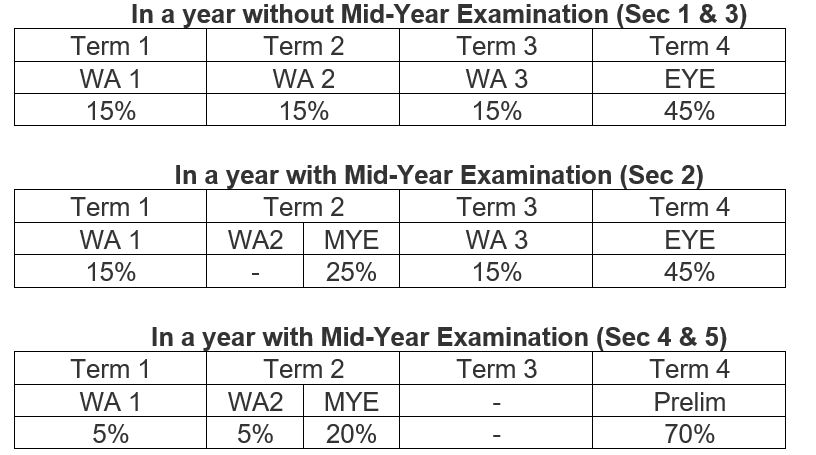 In a year without Mid-Year Examination (Sec 1 & 3)
Term 1 Term 2 Term 3 Term 4
WA 1 WA 2 WA 3 EYE
15% 15% 15% 45%
In a year with Mid-Year Examination (Sec 2)
Term 1 Term 2 Term 3 Term 4
WA 1 WA2 MYE WA 3 EYE
15% - 25% 15% 45%
In a year with Mid-Year Examination (Sec 4 & 5)
Term 1 Term 2 Term 3 Term 4
WA 1 WA2 MYE - Prelim
5% 5% 20% - 70%